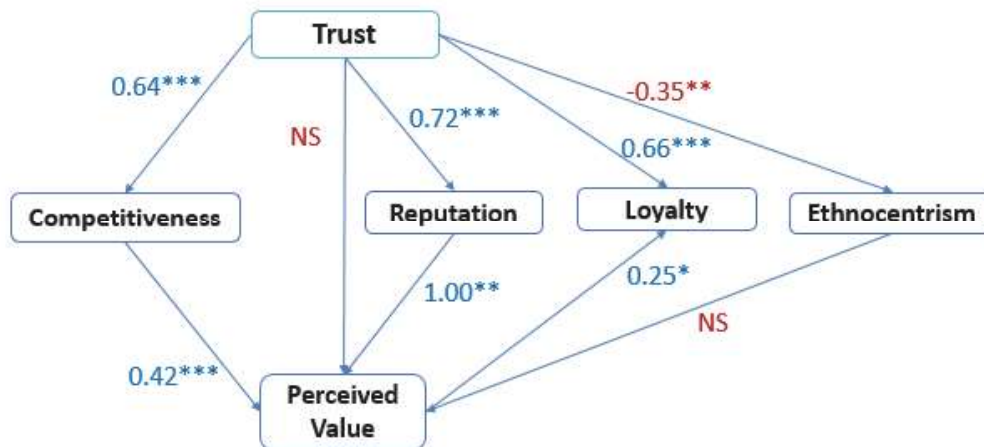 Trust
0.64***
-0.35**
NS
0.72***
0.66***
Competitiveness
Reputation
Loyalty
Ethnocentrism
0.25*
1.00**
NS
0.42***
Perceived
Value